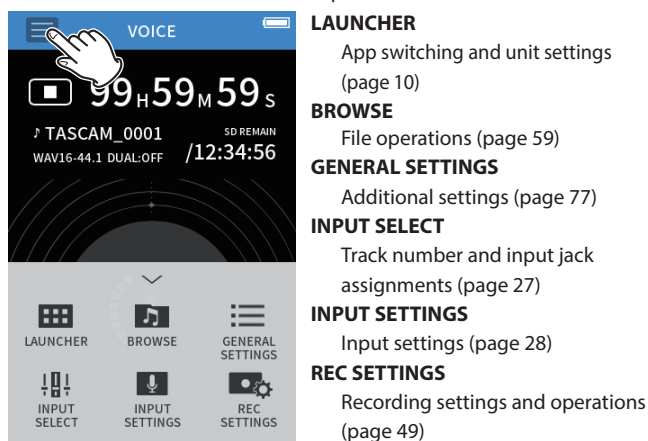 VOICE
99H59M59s
♪ TASCAM_0001
SD REMAIN
WAV16-44.1 DUAL:OFF
/12:34:56
LAUNCHER
BROWSE
GENERAL
SETTINGS
INPUT
SELECT
INPUT
SETTINGS
REC
SETTINGS
LAUNCHER
App switching and unit settings
(page 10)
BROWSE
File operations (page 59)
GENERAL SETTINGS
Additional settings (page 77)
INPUT SELECT
Track number and input jack
assignments (page 27)
INPUT SETTINGS
Input settings (page 28)
REC SETTINGS
Recording settings and operations
(page 49)